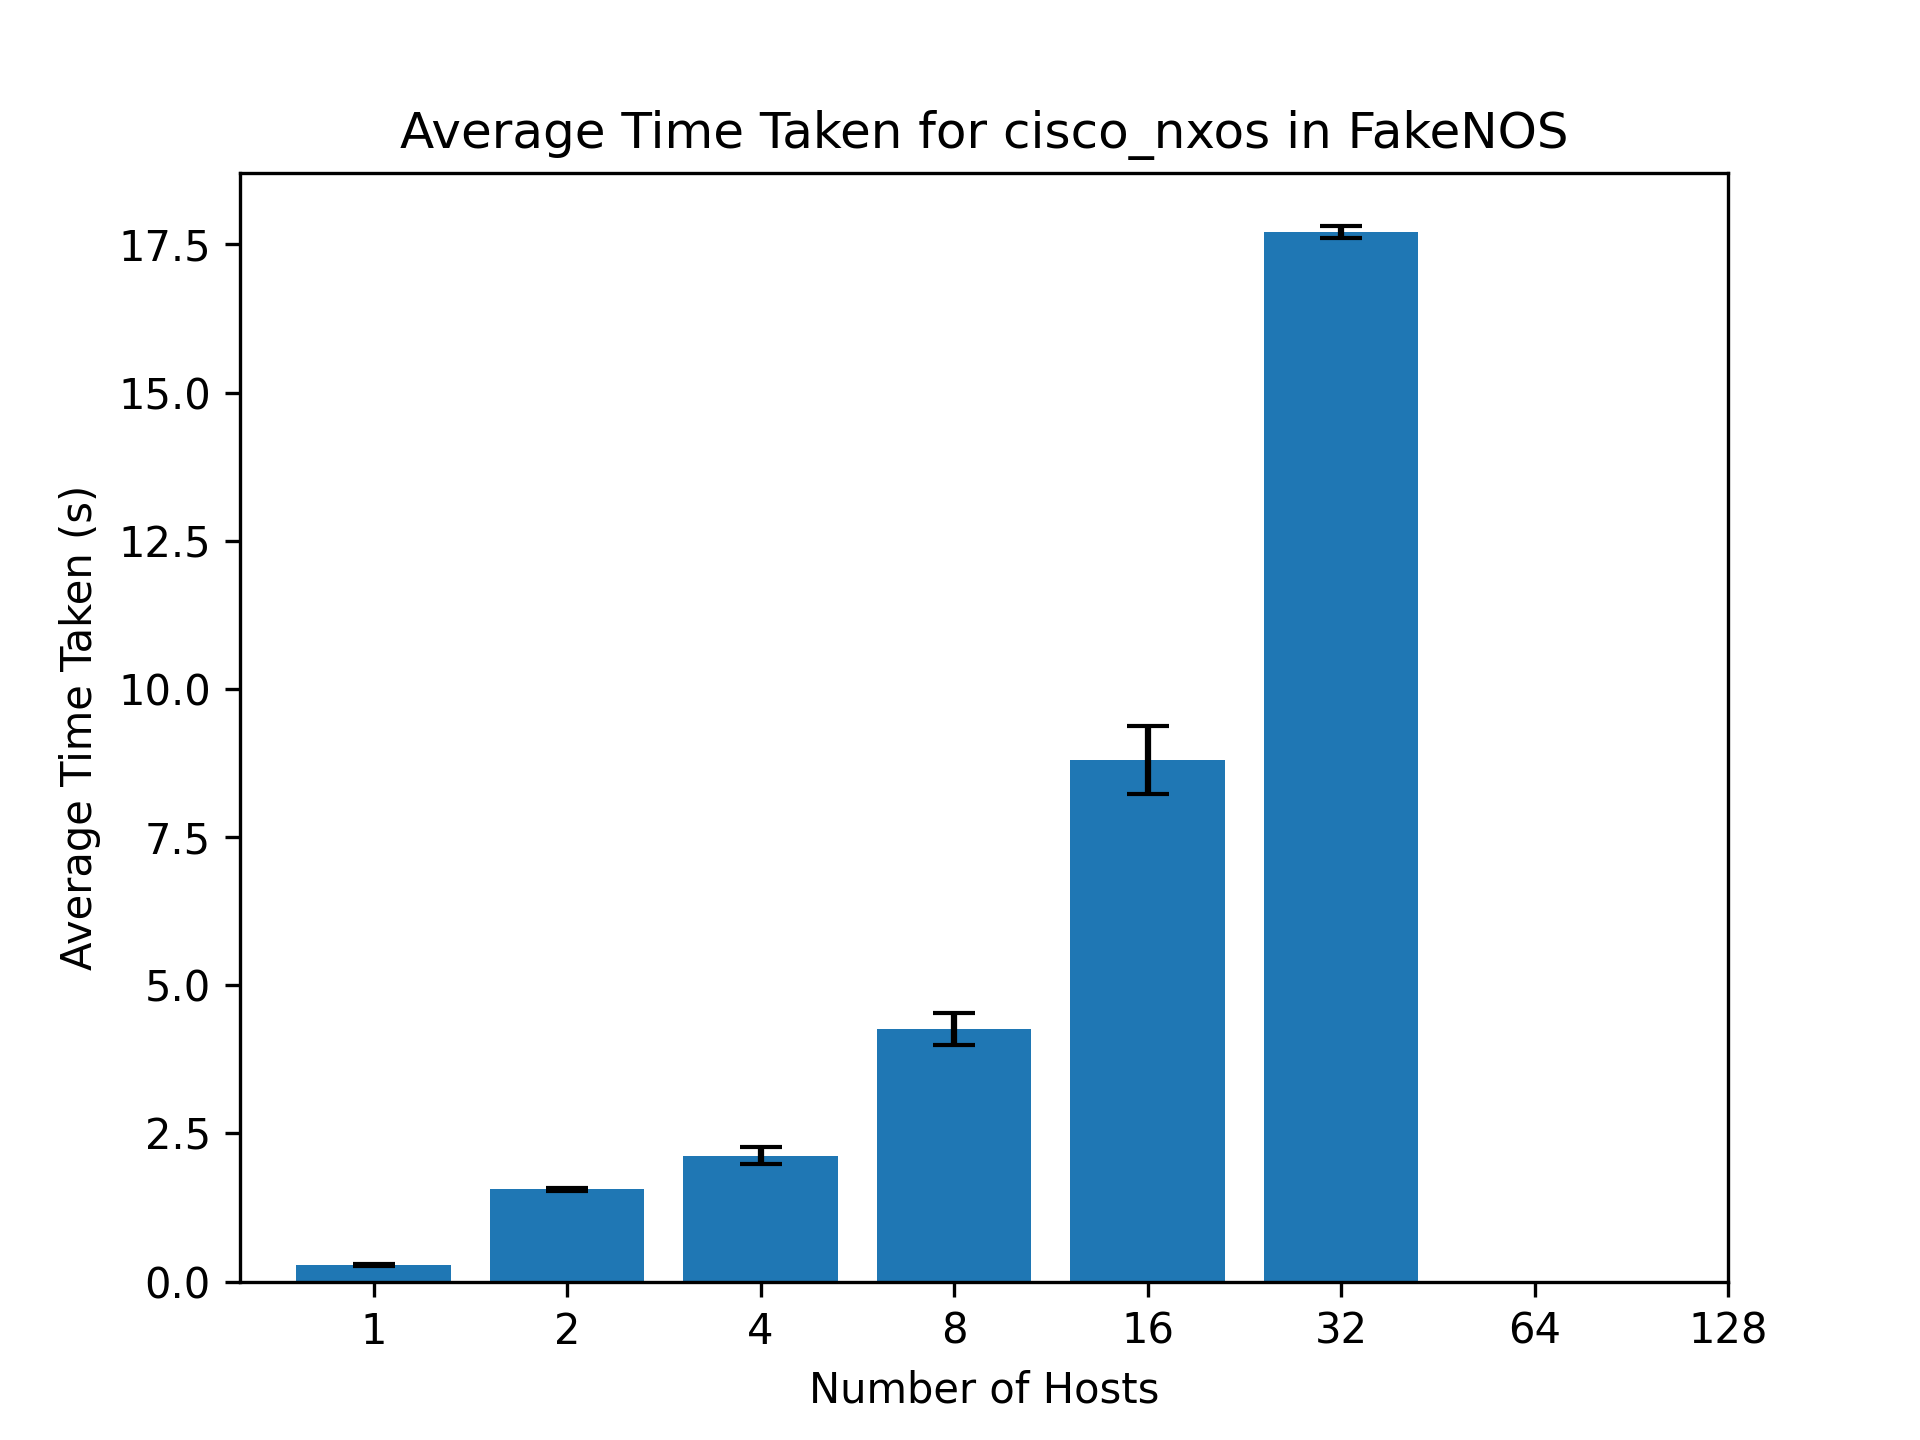 Average Time Taken for cisco_nxos in FakeNOS
Average Time Taken (s)
17.5
15.0
12.5
10.0
7.5
5.0
2.5
0.0
1 2 4 8 16 32 64 128
Number of Hosts